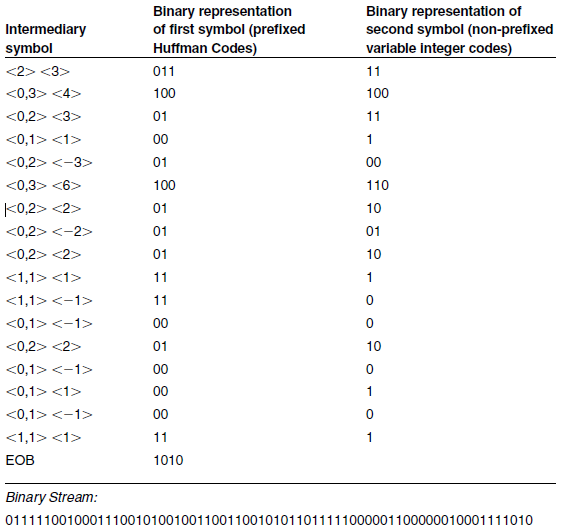 Intermediary symbol | Binary representation of first symbol (prefixed Huffman Codes) | Binary representation of second symbol (non-prefixed variable integer codes)
<2> <3> 011 11
<0,3> <4> 100 100
<0,2> <3> 01 11
<0,1> <1> 00 1
<0,2> <−3> 01 00
<0,3> <6> 100 110
<0,2> <2> 01 10
<0,2> <−2> 01 01
<0,2> <2> 01 10
<1,1> <1> 11 1
<1,1> <−1> 11 0
<0,1> <−1> 00 0
<0,2> <2> 01 10
<0,1> <−1> 00 0
<0,1> <1> 00 1
<0,1> <−1> 00 0
<1,1> <1> 11 1
EOB 1010
Binary Stream:
01111100100011100101001001100110010101101111100000110000001000111​1010